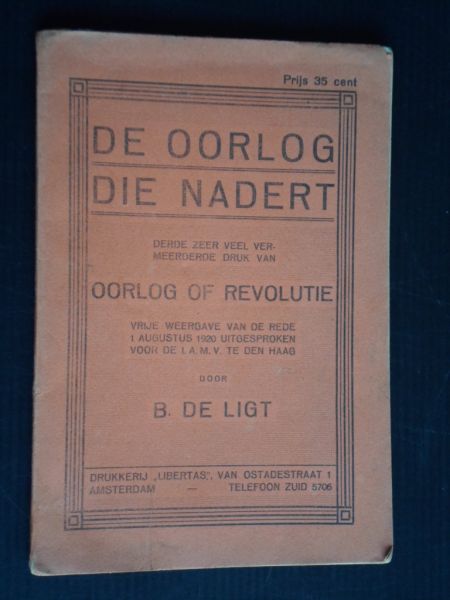 Prijs 35 cent
DE OORLOG
DIE NADERT
DERDE ZEER VEEL VER-
MEERDERDE DRUK VAN
OORLOG OF REVOLUTIE
VRIJE WEERGAVE VAN DE REDE
1 AUGUSTUS 1920 UITGESPROKEN
VOOR DE I. A. M. V. TE DEN HAAG
DOOR
B. DE LIGT
DRUKKERIJ „LIBERTAS", VAN OSTADESTRAAT 1
AMSTERDAM — TELEFOON ZUID 5706